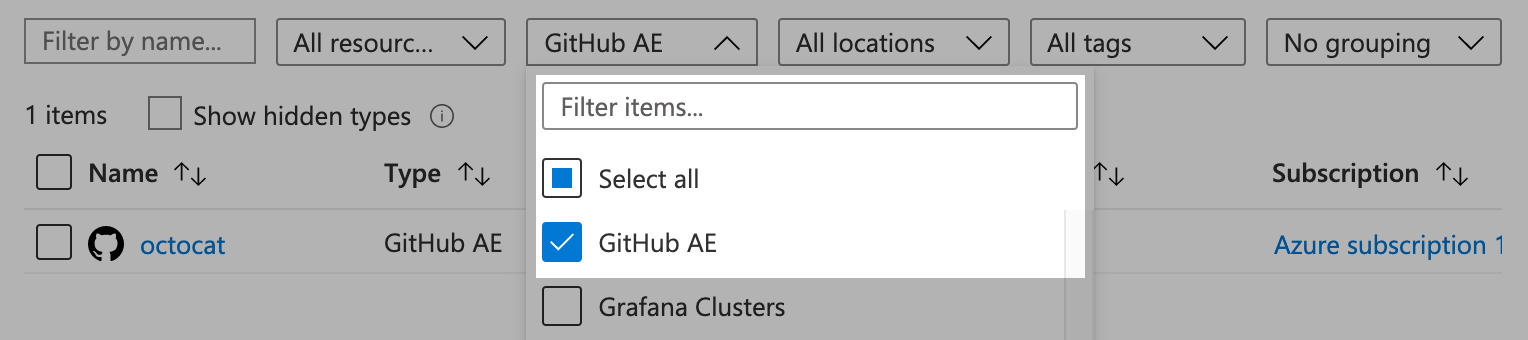 Filter by name... All resourc... GitHub AE All locations All tags No grouping
Filter items...
1 items Show hidden types
Select all
Name Type Subscription
octocat GitHub AE GitHub AE Azure subscription 1
Grafana Clusters